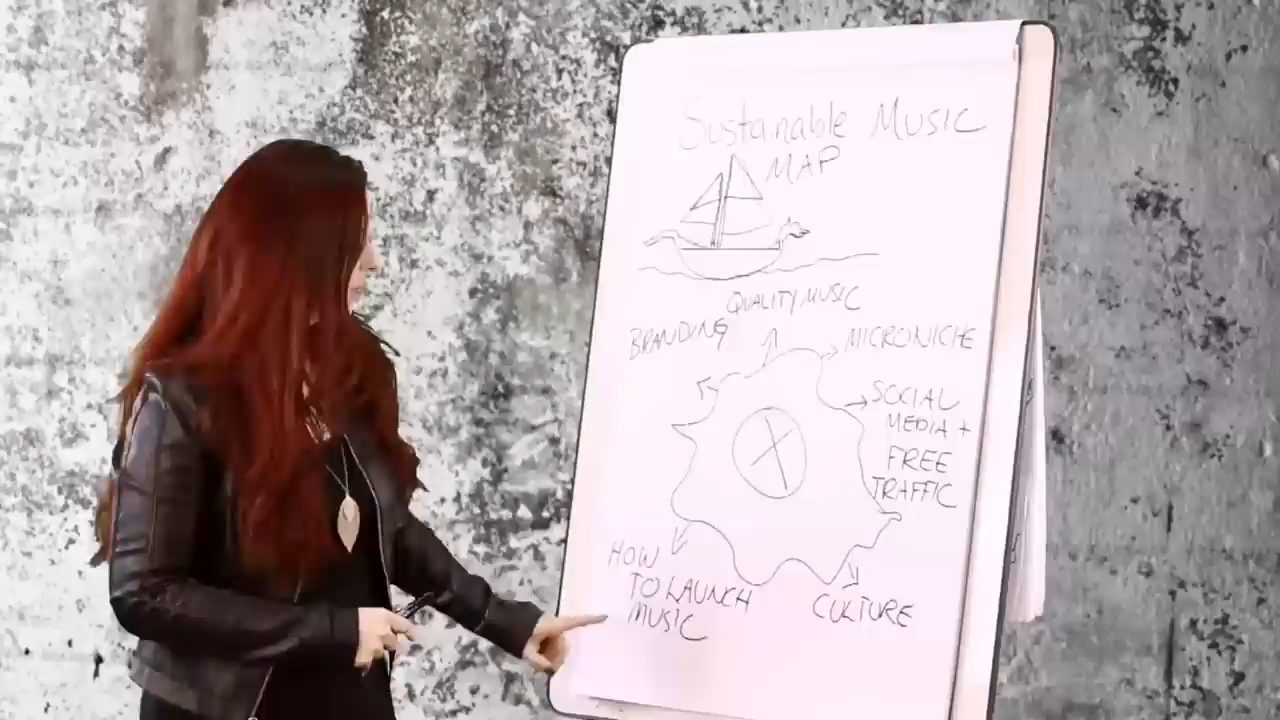 Sustainable Music
MAP
QUALITY MUSIC
BRANDING
MICRONICHE
SOCIAL
MEDIA +
FREE
TRAFFIC
X
HOW
TO LAUNCH
MUSIC
CULTURE